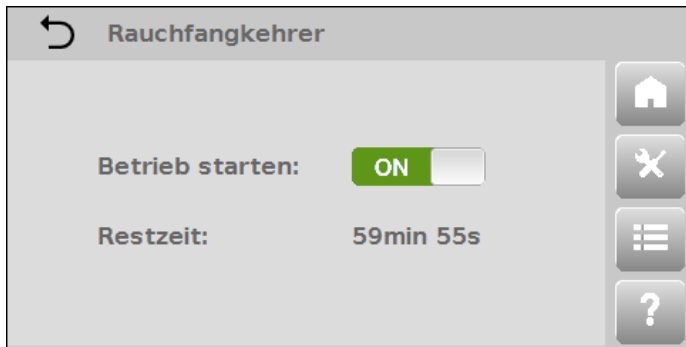 Rauchfangkehrer
Betrieb starten: ON
Restzeit: 59min 55s
?